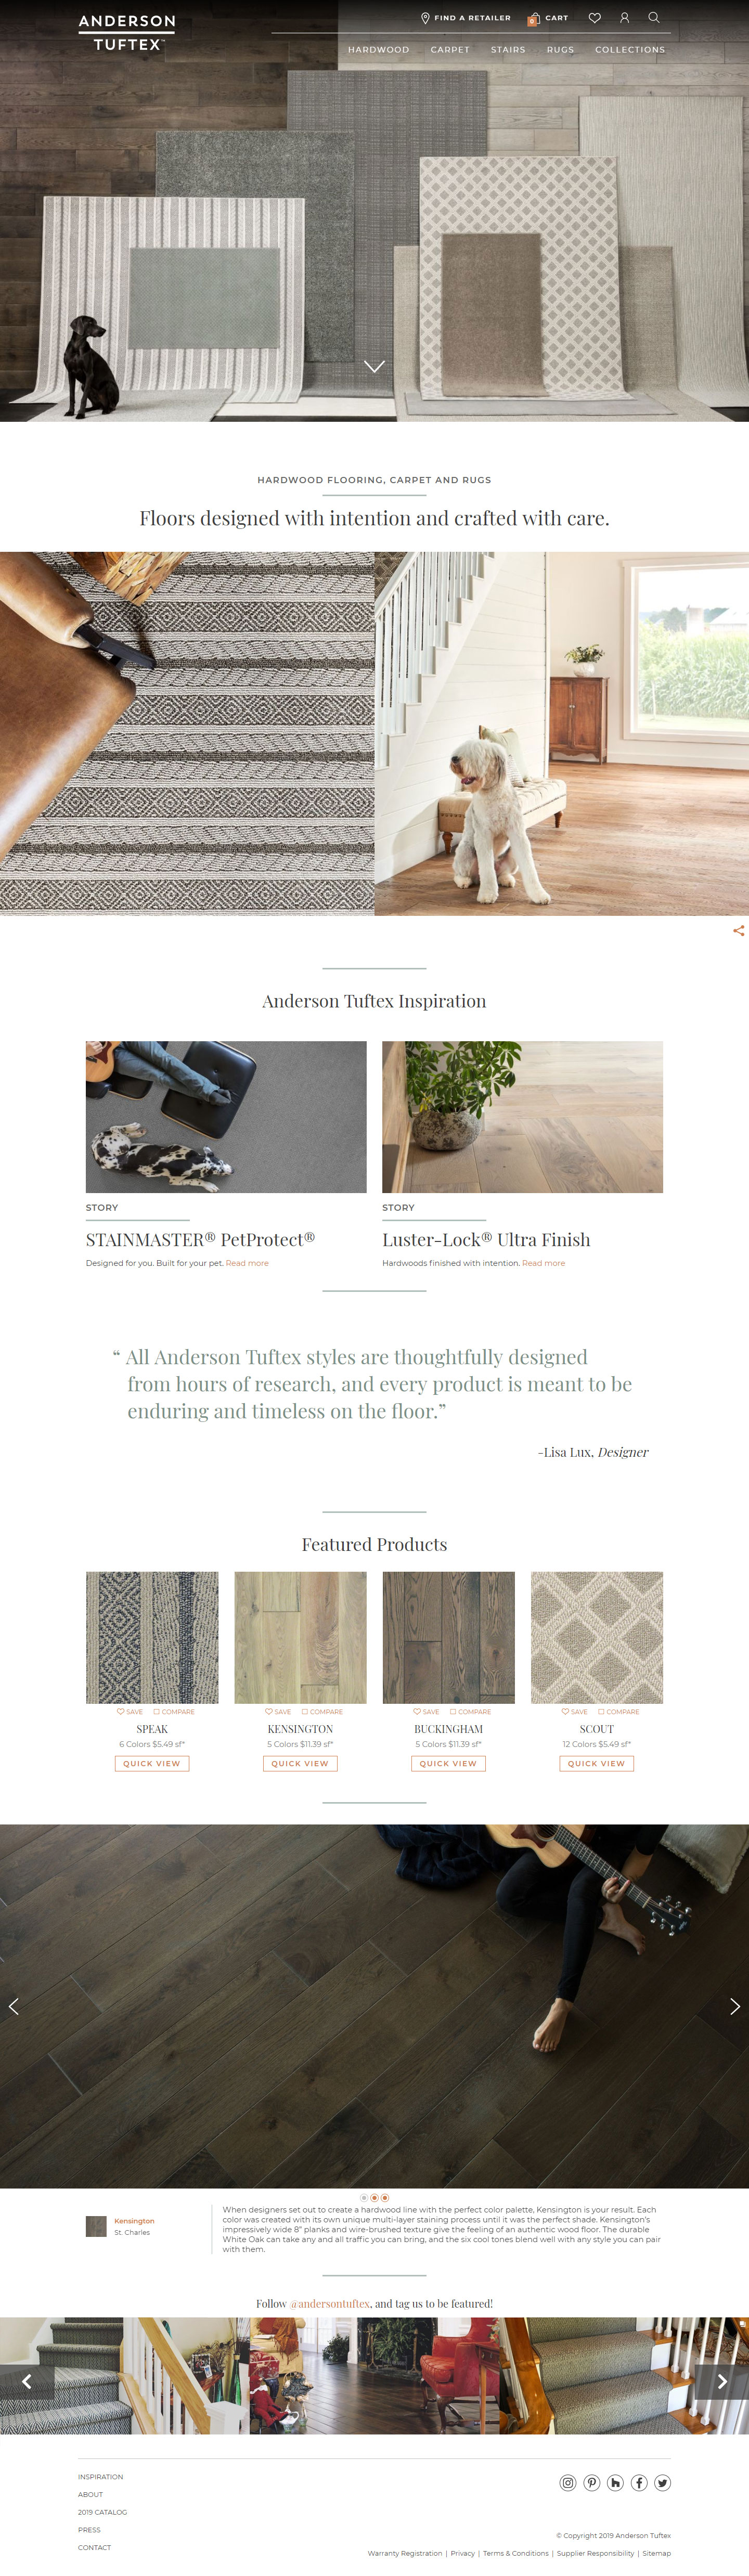 ANDERSON
TUFTEX™
FIND A RETAILER
0
CART
HARDWOOD
CARPET
STAIRS
RUGS
COLLECTIONS
HARDWOOD FLOORING, CARPET AND RUGS
Floors designed with intention and crafted with care.
Anderson Tuftex Inspiration
STORY
STAINMASTER® PetProtect®
Designed for you. Built for your pet. Read more
STORY
Luster-Lock® Ultra Finish
Hardwoods finished with intention. Read more
“ All Anderson Tuftex styles are thoughtfully designed
from hours of research, and every product is meant to be
enduring and timeless on the floor.”
-Lisa Lux, Designer
Featured Products
SAVE COMPARE
SPEAK
6 Colors $5.49 sf*
QUICK VIEW
SAVE COMPARE
KENSINGTON
5 Colors $11.39 sf*
QUICK VIEW
SAVE COMPARE
BUCKINGHAM
5 Colors $11.39 sf*
QUICK VIEW
SAVE COMPARE
SCOUT
12 Colors $5.49 sf*
QUICK VIEW
Kensington
St. Charles
When designers set out to create a hardwood line with the perfect color palette, Kensington is your result. Each
color was created with its own unique multi-layer staining process until it was the perfect shade. Kensington's
impressively wide 8" planks and wire-brushed texture give the feeling of an authentic wood floor. The durable
White Oak can take any and all traffic you can bring, and the six cool tones blend well with any style you can pair
with them.
Follow @andersontuftex, and tag us to be featured!
INSPIRATION
ABOUT
2019 CATALOG
PRESS
CONTACT
© Copyright 2019 Anderson Tuftex
Warranty Registration | Privacy | Terms & Conditions | Supplier Responsibility | Sitemap